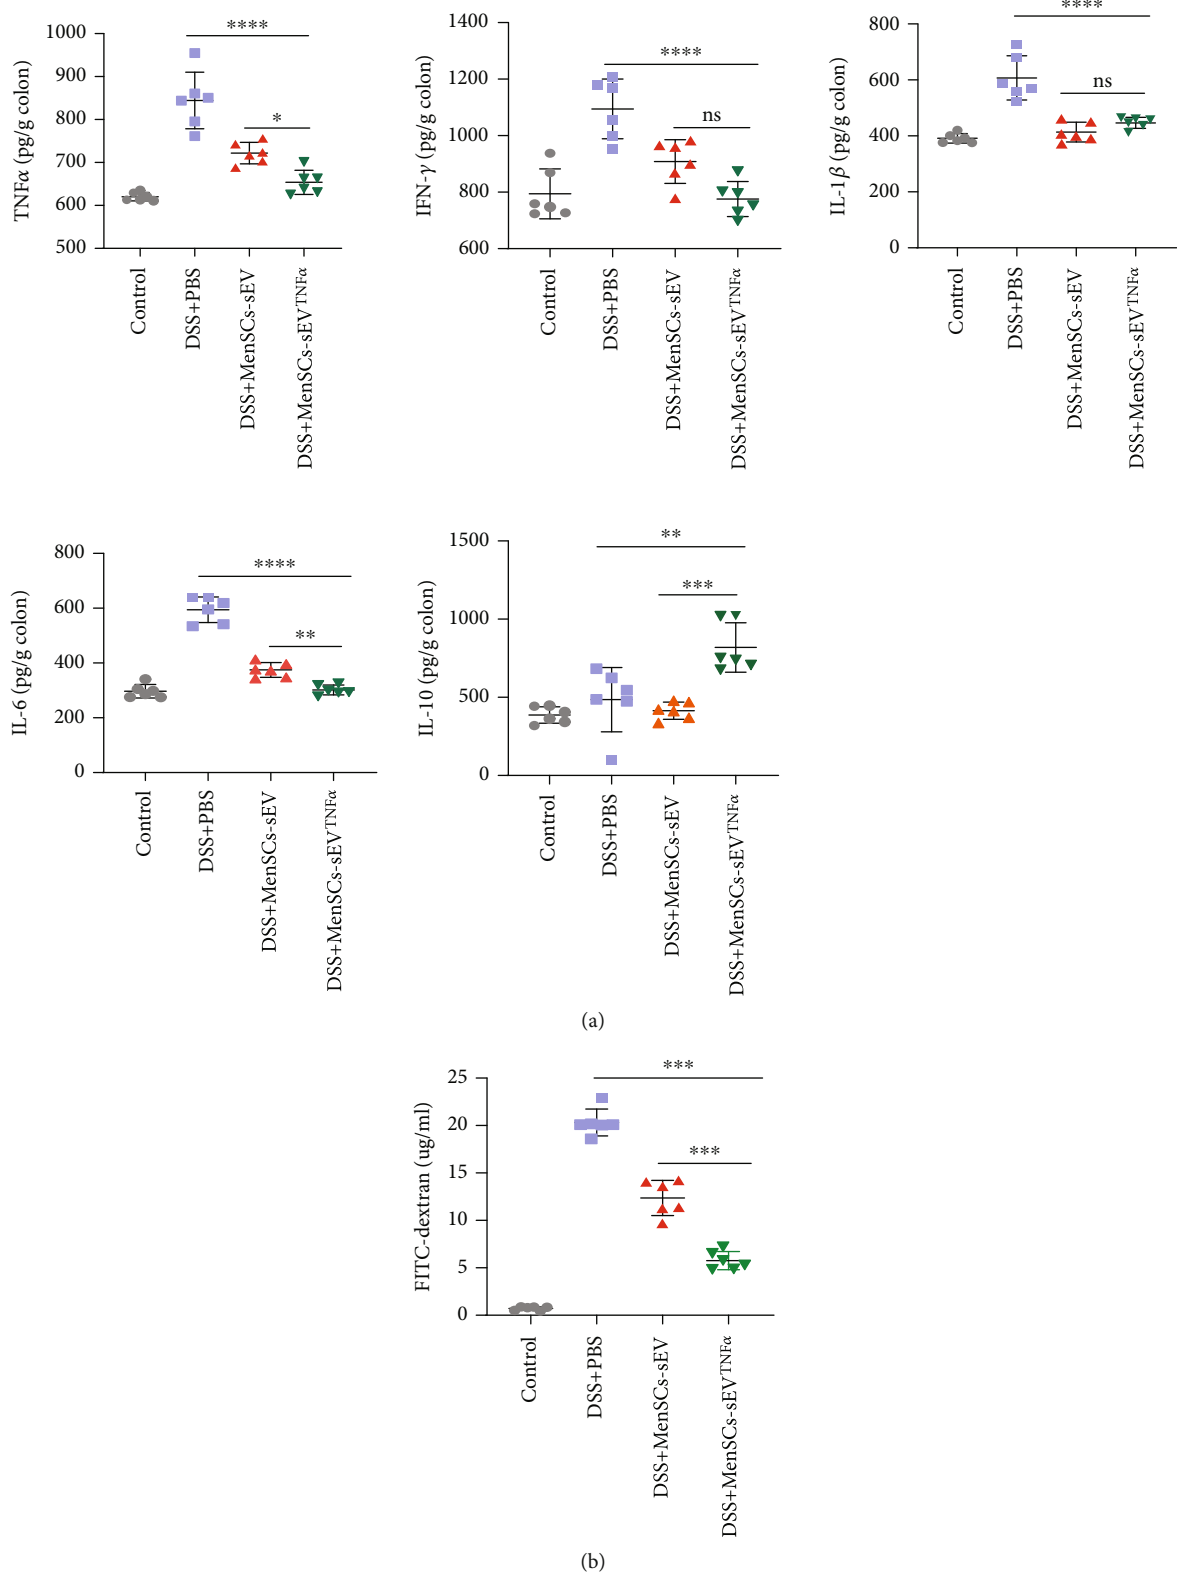 TNFα (pg/g colon)
1000
900
800
700
600
500
****
*
Control
DSS+PBS
DSS+MenSCs-sEV
DSS+MenSCs-sEV^TNFα
IFN-γ (pg/g colon)
1400
1200
1000
800
600
****
ns
Control
DSS+PBS
DSS+MenSCs-sEV
DSS+MenSCs-sEV^TNFα
IL-1β (pg/g colon)
800
600
400
200
0
****
ns
Control
DSS+PBS
DSS+MenSCs-sEV
DSS+MenSCs-sEV^TNFα
IL-6 (pg/g colon)
800
600
400
200
0
****
**
Control
DSS+PBS
DSS+MenSCs-sEV
DSS+MenSCs-sEV^TNFα
IL-10 (pg/g colon)
1500
1000
500
0
**
***
Control
DSS+PBS
DSS+MenSCs-sEV
DSS+MenSCs-sEV^TNFα
(a)
FITC-dextran (ug/ml)
25
20
15
10
5
0
***
***
Control
DSS+PBS
DSS+MenSCs-sEV
DSS+MenSCs-sEV^TNFα
(b)